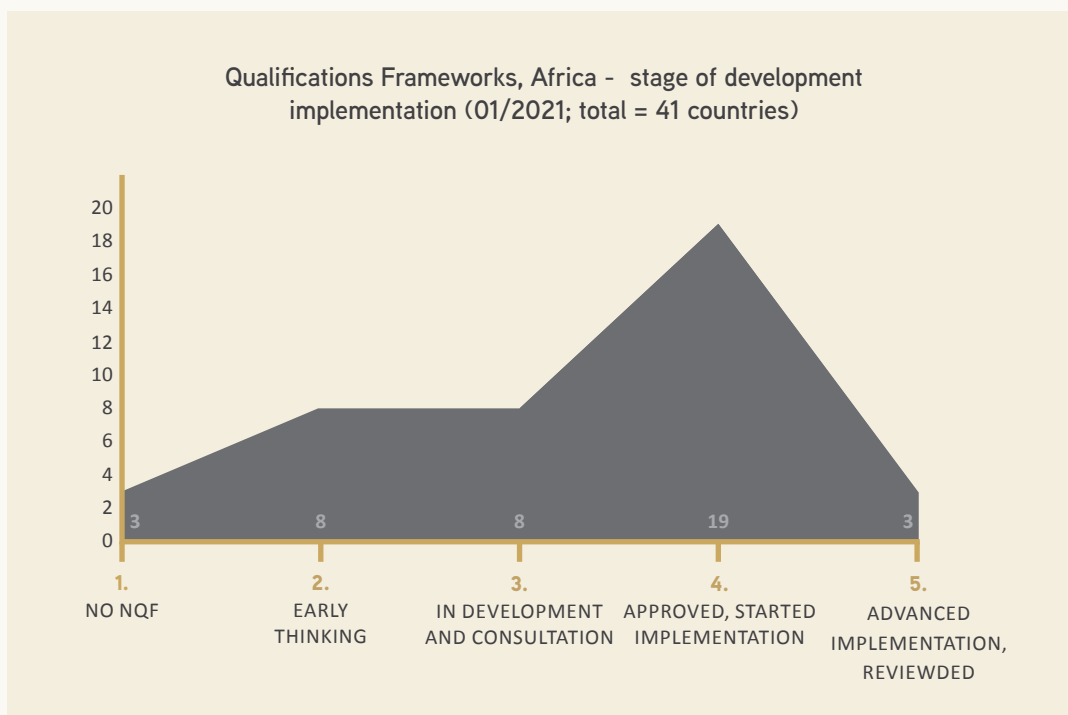 Qualifications Frameworks, Africa - stage of development
implementation (01/2021; total = 41 countries)
20
18
16
14
12
10
8
6
4
2
0
3
8
8
19
3
1.
NO NQF
2.
EARLY
THINKING
3.
IN DEVELOPMENT
AND CONSULTATION
4.
APPROVED, STARTED
IMPLEMENTATION
5.
ADVANCED
IMPLEMENTATION,
REVIEWDED